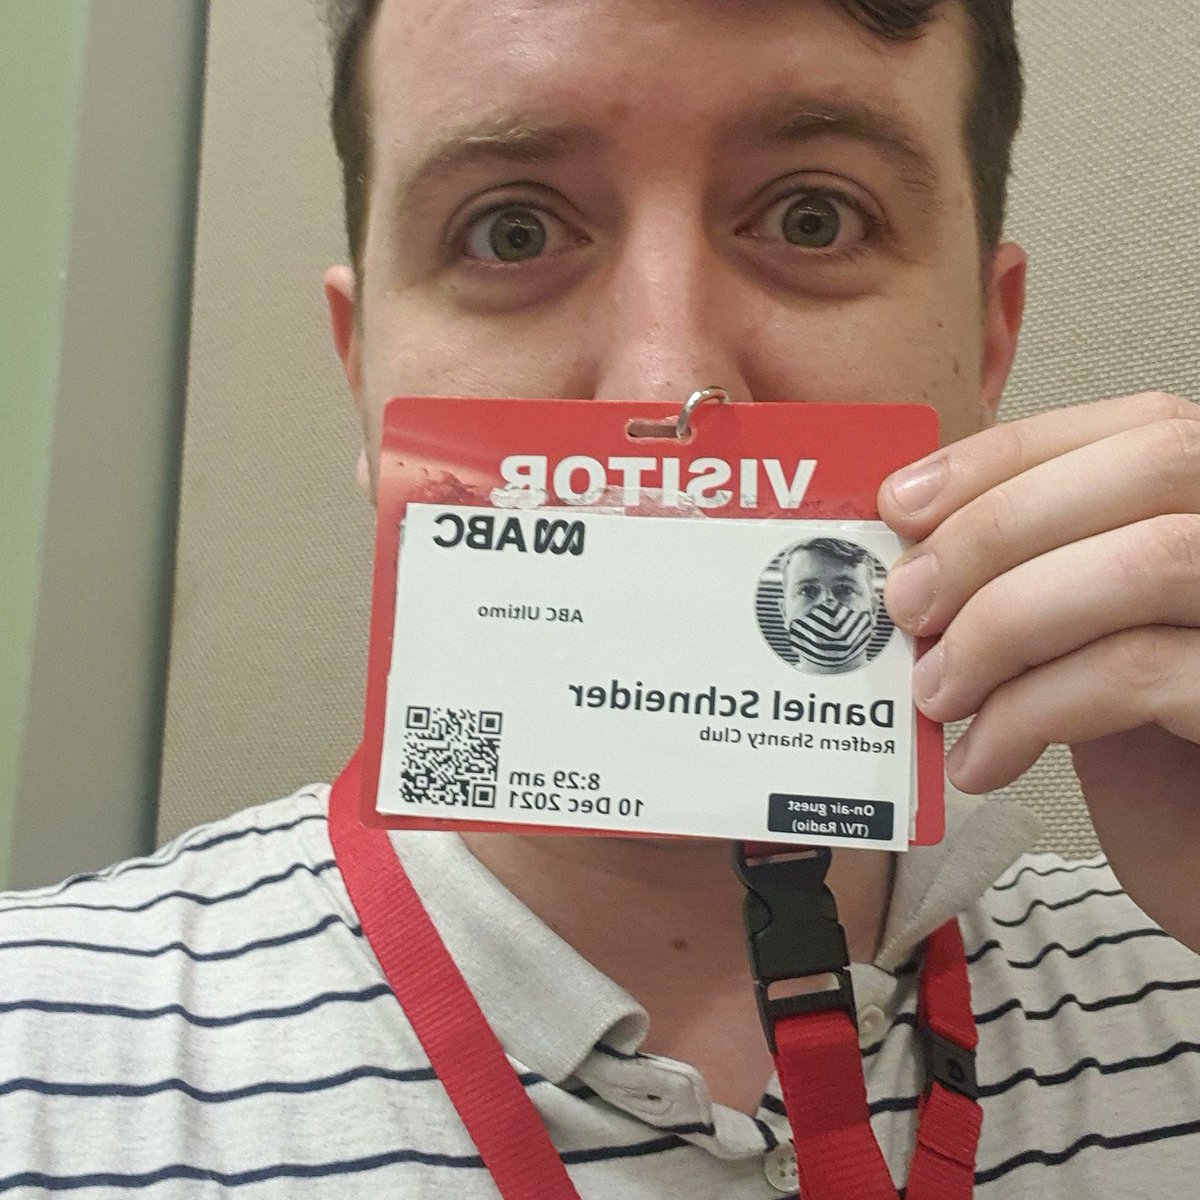 VISITOR
ABC
ABC Ultimo
Daniel Schneider
Redfern Shanty Club
8:29 am
10 Dec 2021
On-air guest
(TV/ Radio)